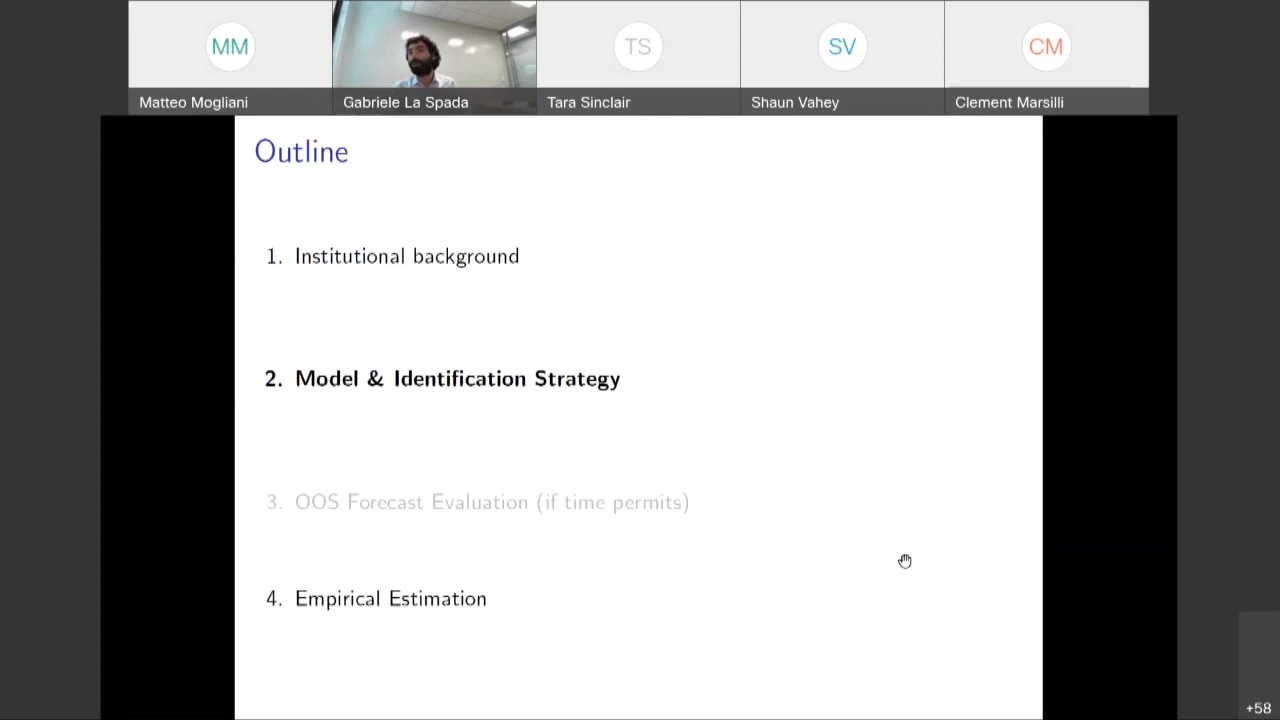 MM
TS
SV
CM
Matteo Mogliani
Gabriele La Spada
Tara Sinclair
Shaun Vahey
Clement Marsilli
Outline
1. Institutional background
2. Model & Identification Strategy
3. OOS Forecast Evaluation (if time permits)
4. Empirical Estimation
+58